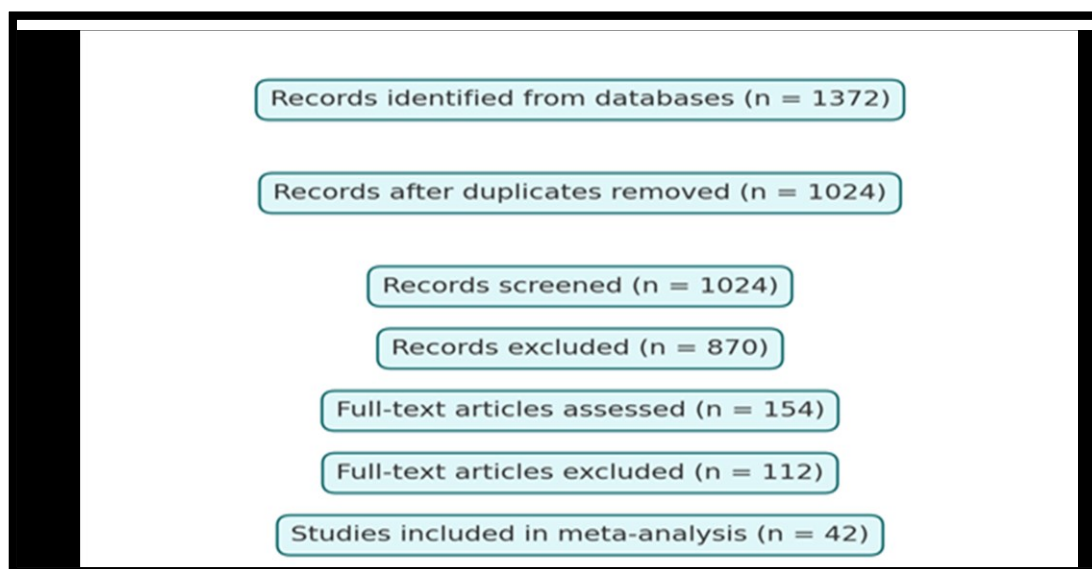 Records identified from databases (n = 1372)
Records after duplicates removed (n = 1024)
Records screened (n = 1024)
Records excluded (n = 870)
Full-text articles assessed (n = 154)
Full-text articles excluded (n = 112)
Studies included in meta-analysis (n = 42)